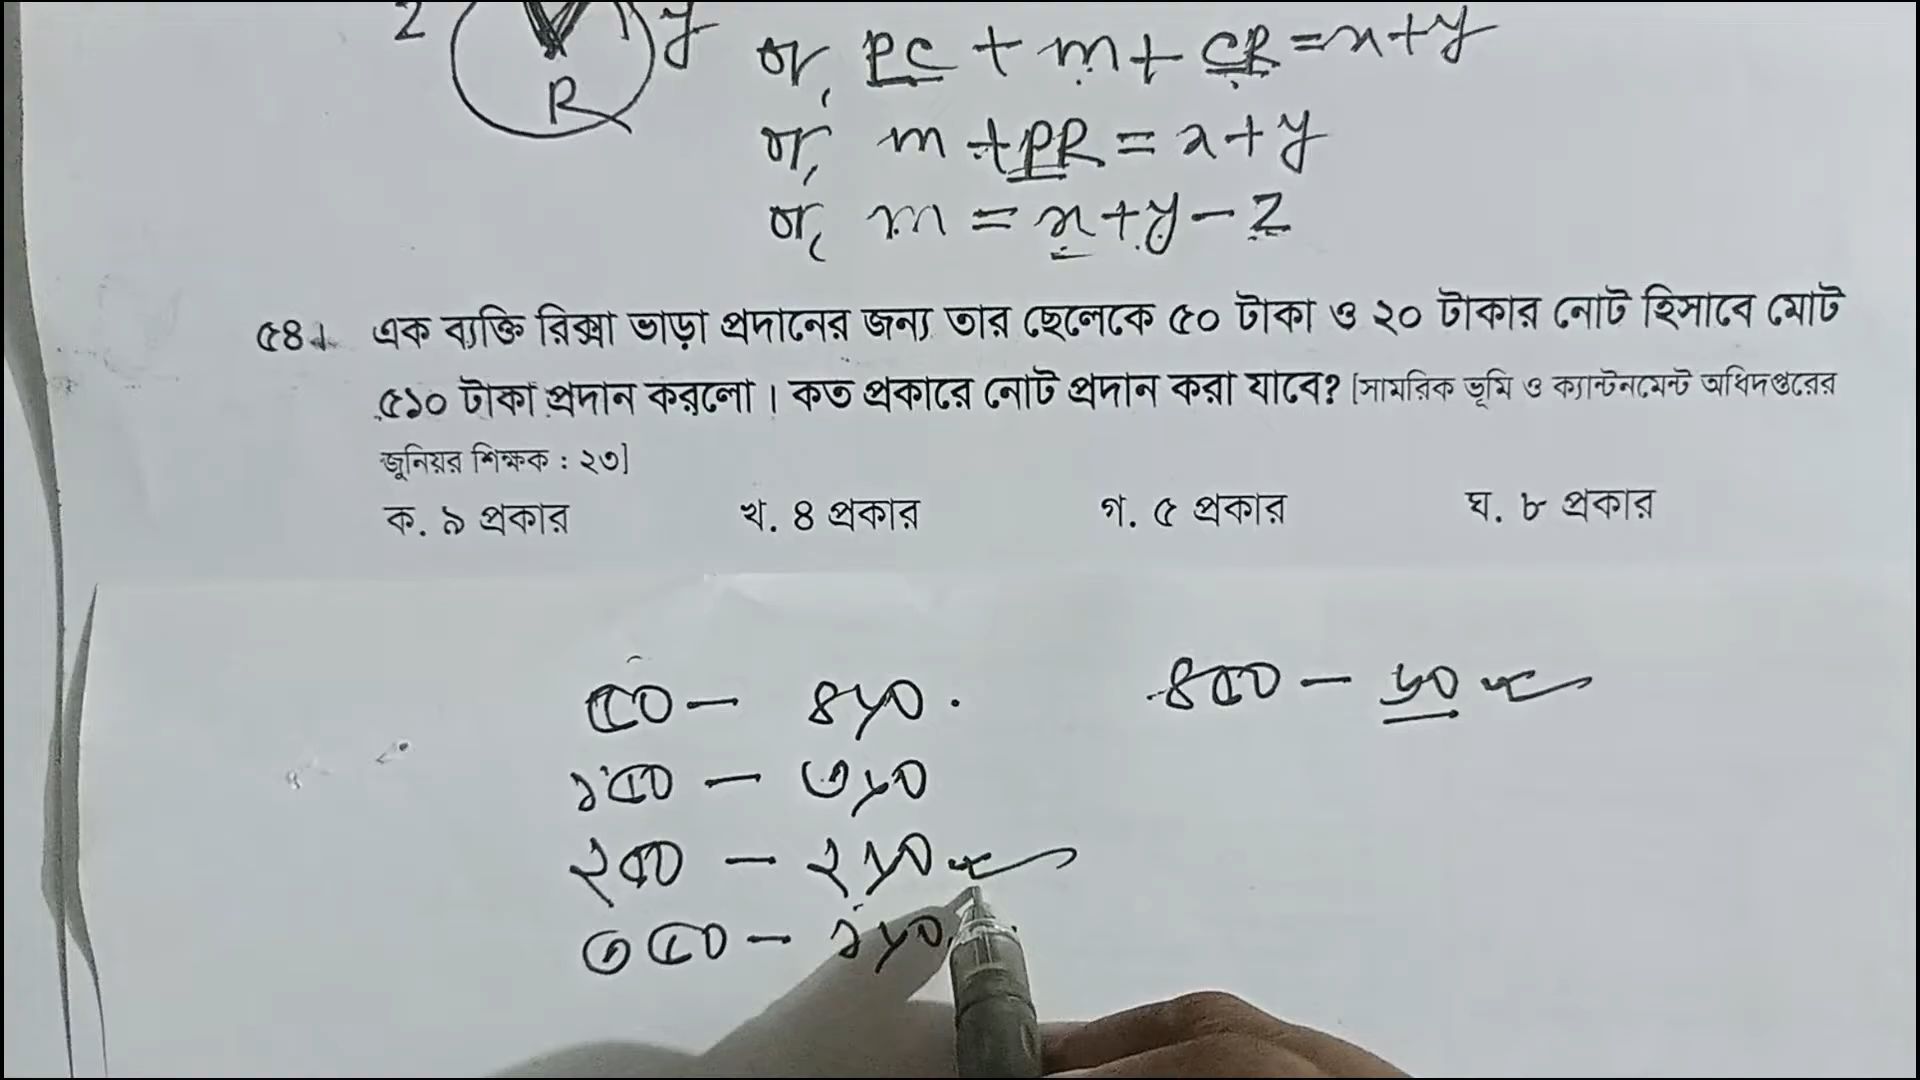 z R y or, PC + m + CR = x+y
or, m + PR = x+y
or, m = x+y-z
৫৪। এক ব্যক্তি রিক্সা ভাড়া প্রদানের জন্য তার ছেলেকে ৫০ টাকা ও ২০ টাকার নোট হিসাবে মোট
৫১০ টাকা প্রদান করলো। কত প্রকারে নোট প্রদান করা যাবে? [সামরিক ভূমি ও ক্যান্টনমেন্ট অধিদপ্তরের
জুনিয়র শিক্ষক : ২৩]
ক. ৯ প্রকার খ. ৪ প্রকার গ. ৫ প্রকার ঘ. ৮ প্রকার
৫০ - ৪৬০ ৪৫০ - ৬০
১৫০ - ৩৬০
২৫০ - ২৬০
৩৫০ - ১৬০